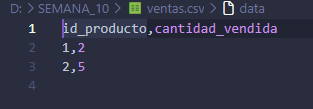 D: > SEMANA_10 > ventas.csv > data
1 id_producto,cantidad_vendida
2 1,2
3 2,5